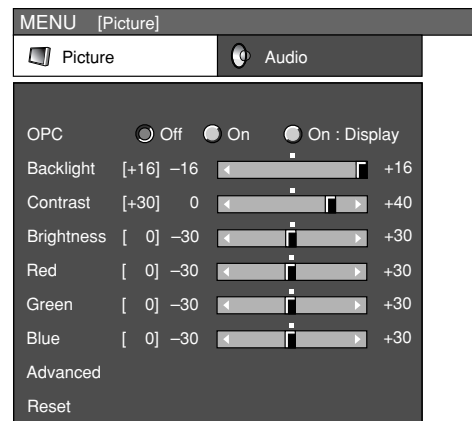 MENU [Picture]
Picture Audio
OPC Off On On : Display
Backlight [+16] –16 +16
Contrast [+30] 0 +40
Brightness [ 0] –30 +30
Red [ 0] –30 +30
Green [ 0] –30 +30
Blue [ 0] –30 +30
Advanced
Reset